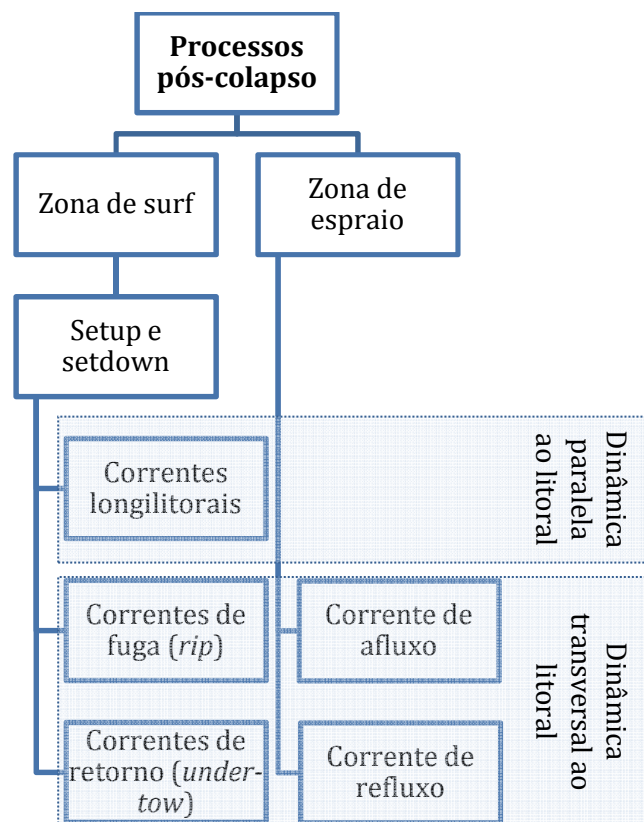 Processos
pós-colapso
Zona de surf
Zona de
espraio
Setup e
setdown
Correntes
longilitorais
Dinâmica
paralela
ao litoral
Correntes de
fuga (rip)
Corrente de
afluxo
Correntes de
retorno (under-
tow)
Corrente de
refluxo
Dinâmica
transversal ao
litoral